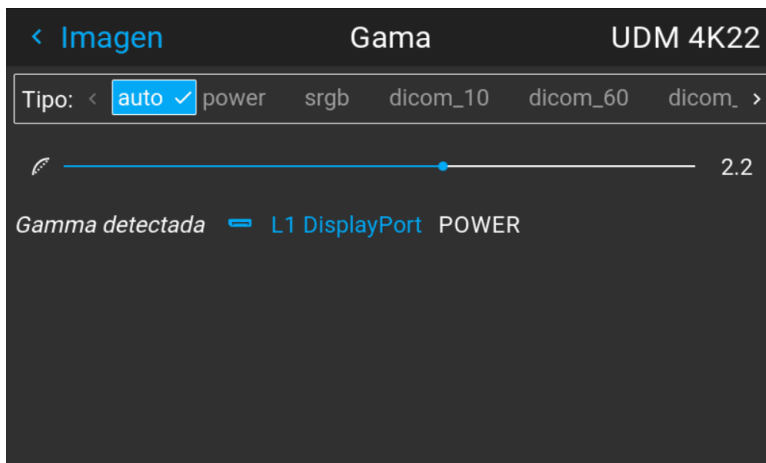 Imagen Gama UDM 4K22
Tipo: auto power srgb dicom_10 dicom_60 dicom_
2.2
Gamma detectada L1 DisplayPort POWER